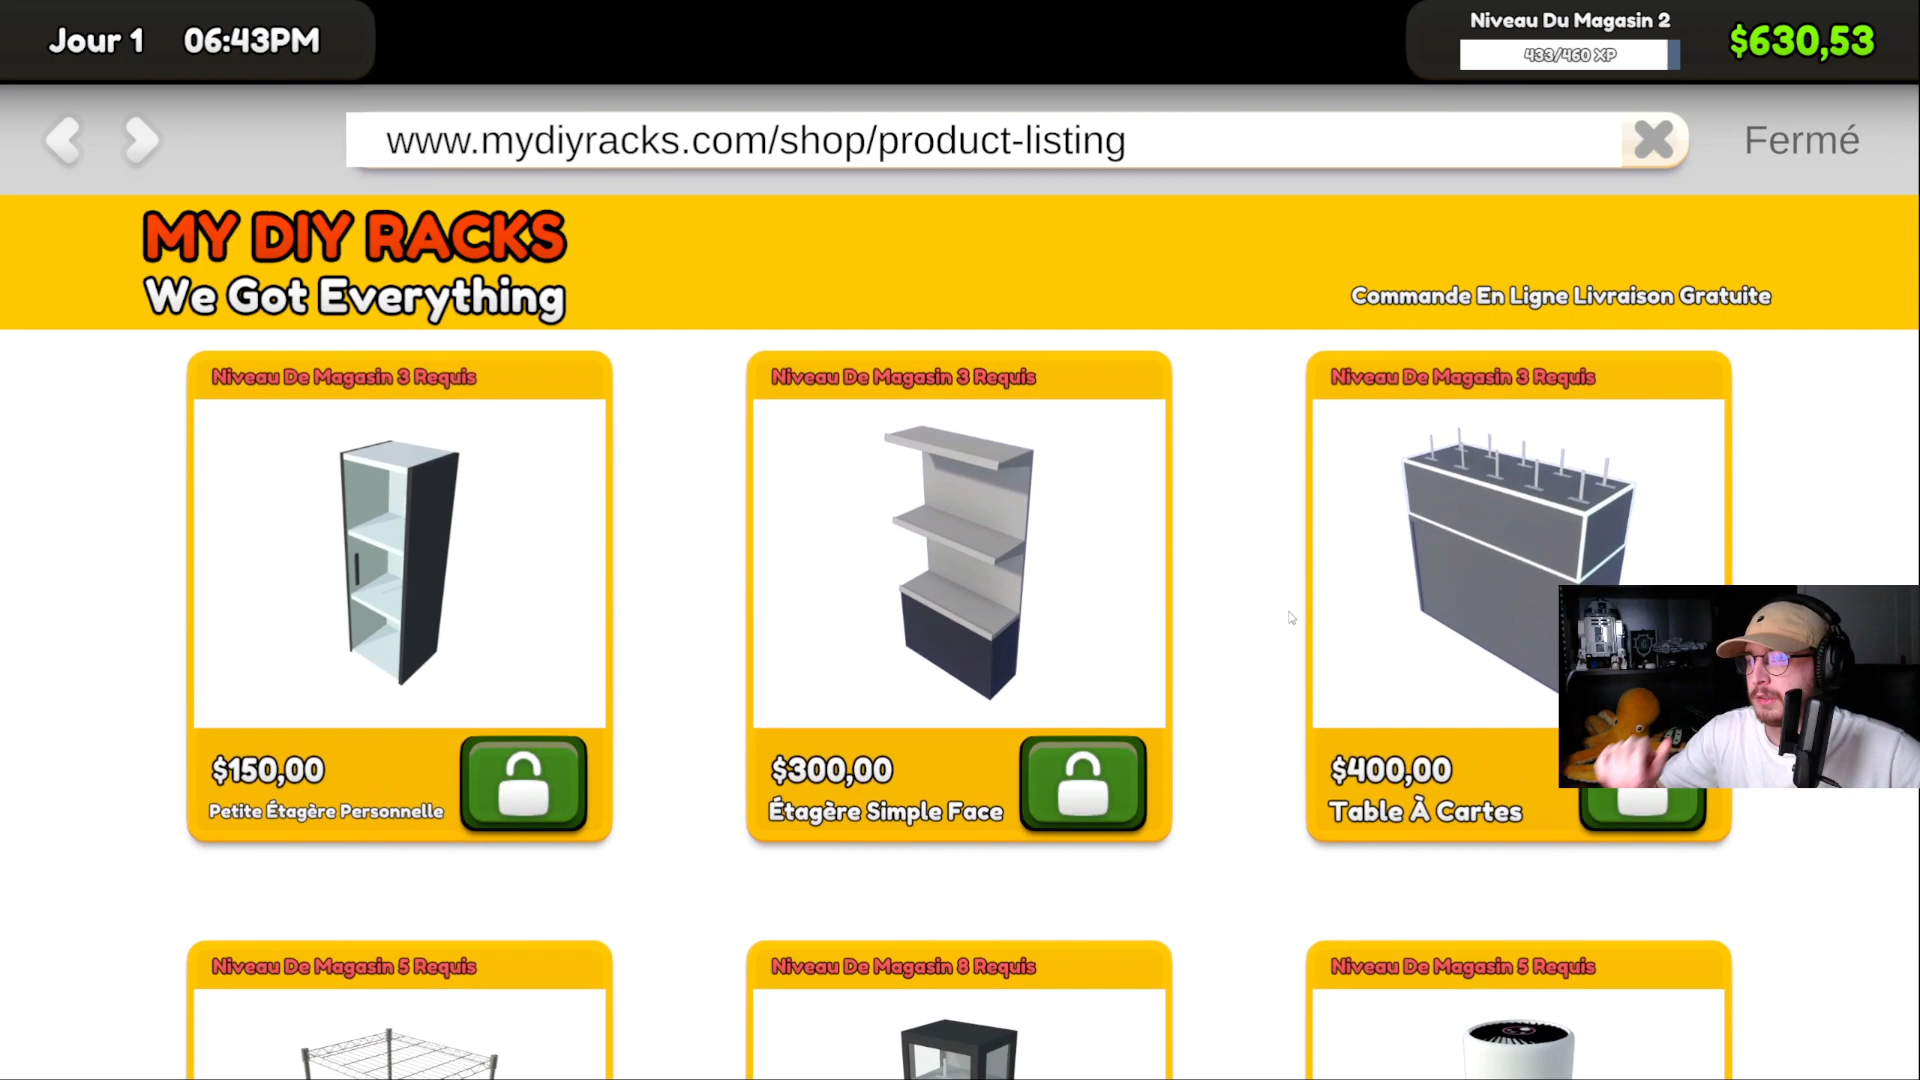 Jour 1 06:43PM
Niveau Du Magasin 2
433/460 XP
$630,53
www.mydiyracks.com/shop/product-listing
Fermé
MY DIY RACKS
We Got Everything
Commande En Ligne Livraison Gratuite
Niveau De Magasin 3 Requis
Niveau De Magasin 3 Requis
Niveau De Magasin 3 Requis
$150,00
Petite Étagère Personnelle
$300,00
Étagère Simple Face
$400,00
Table À Cartes
Niveau De Magasin 5 Requis
Niveau De Magasin 8 Requis
Niveau De Magasin 5 Requis